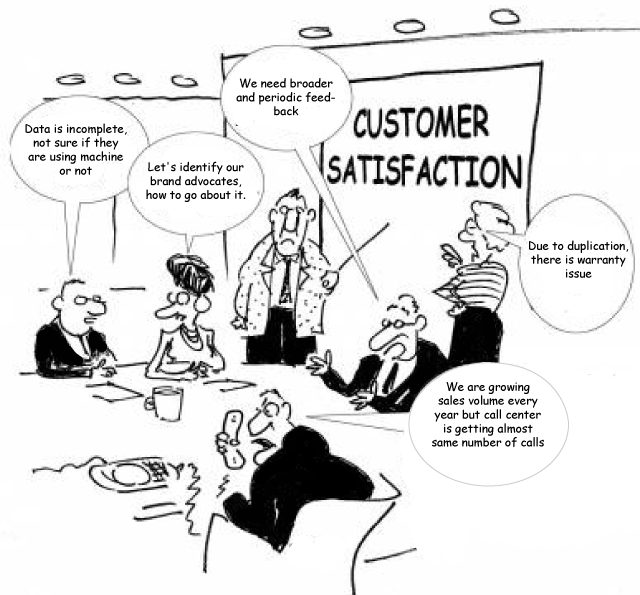 We need broader
and periodic feed-
back
CUSTOMER
SATISFACTION
Data is incomplete,
not sure if they
are using machine
or not
Let's identify our
brand advocates,
how to go about it.
Due to duplication,
there is warranty
issue
We are growing
sales volume every
year but call center
is getting almost
same number of calls